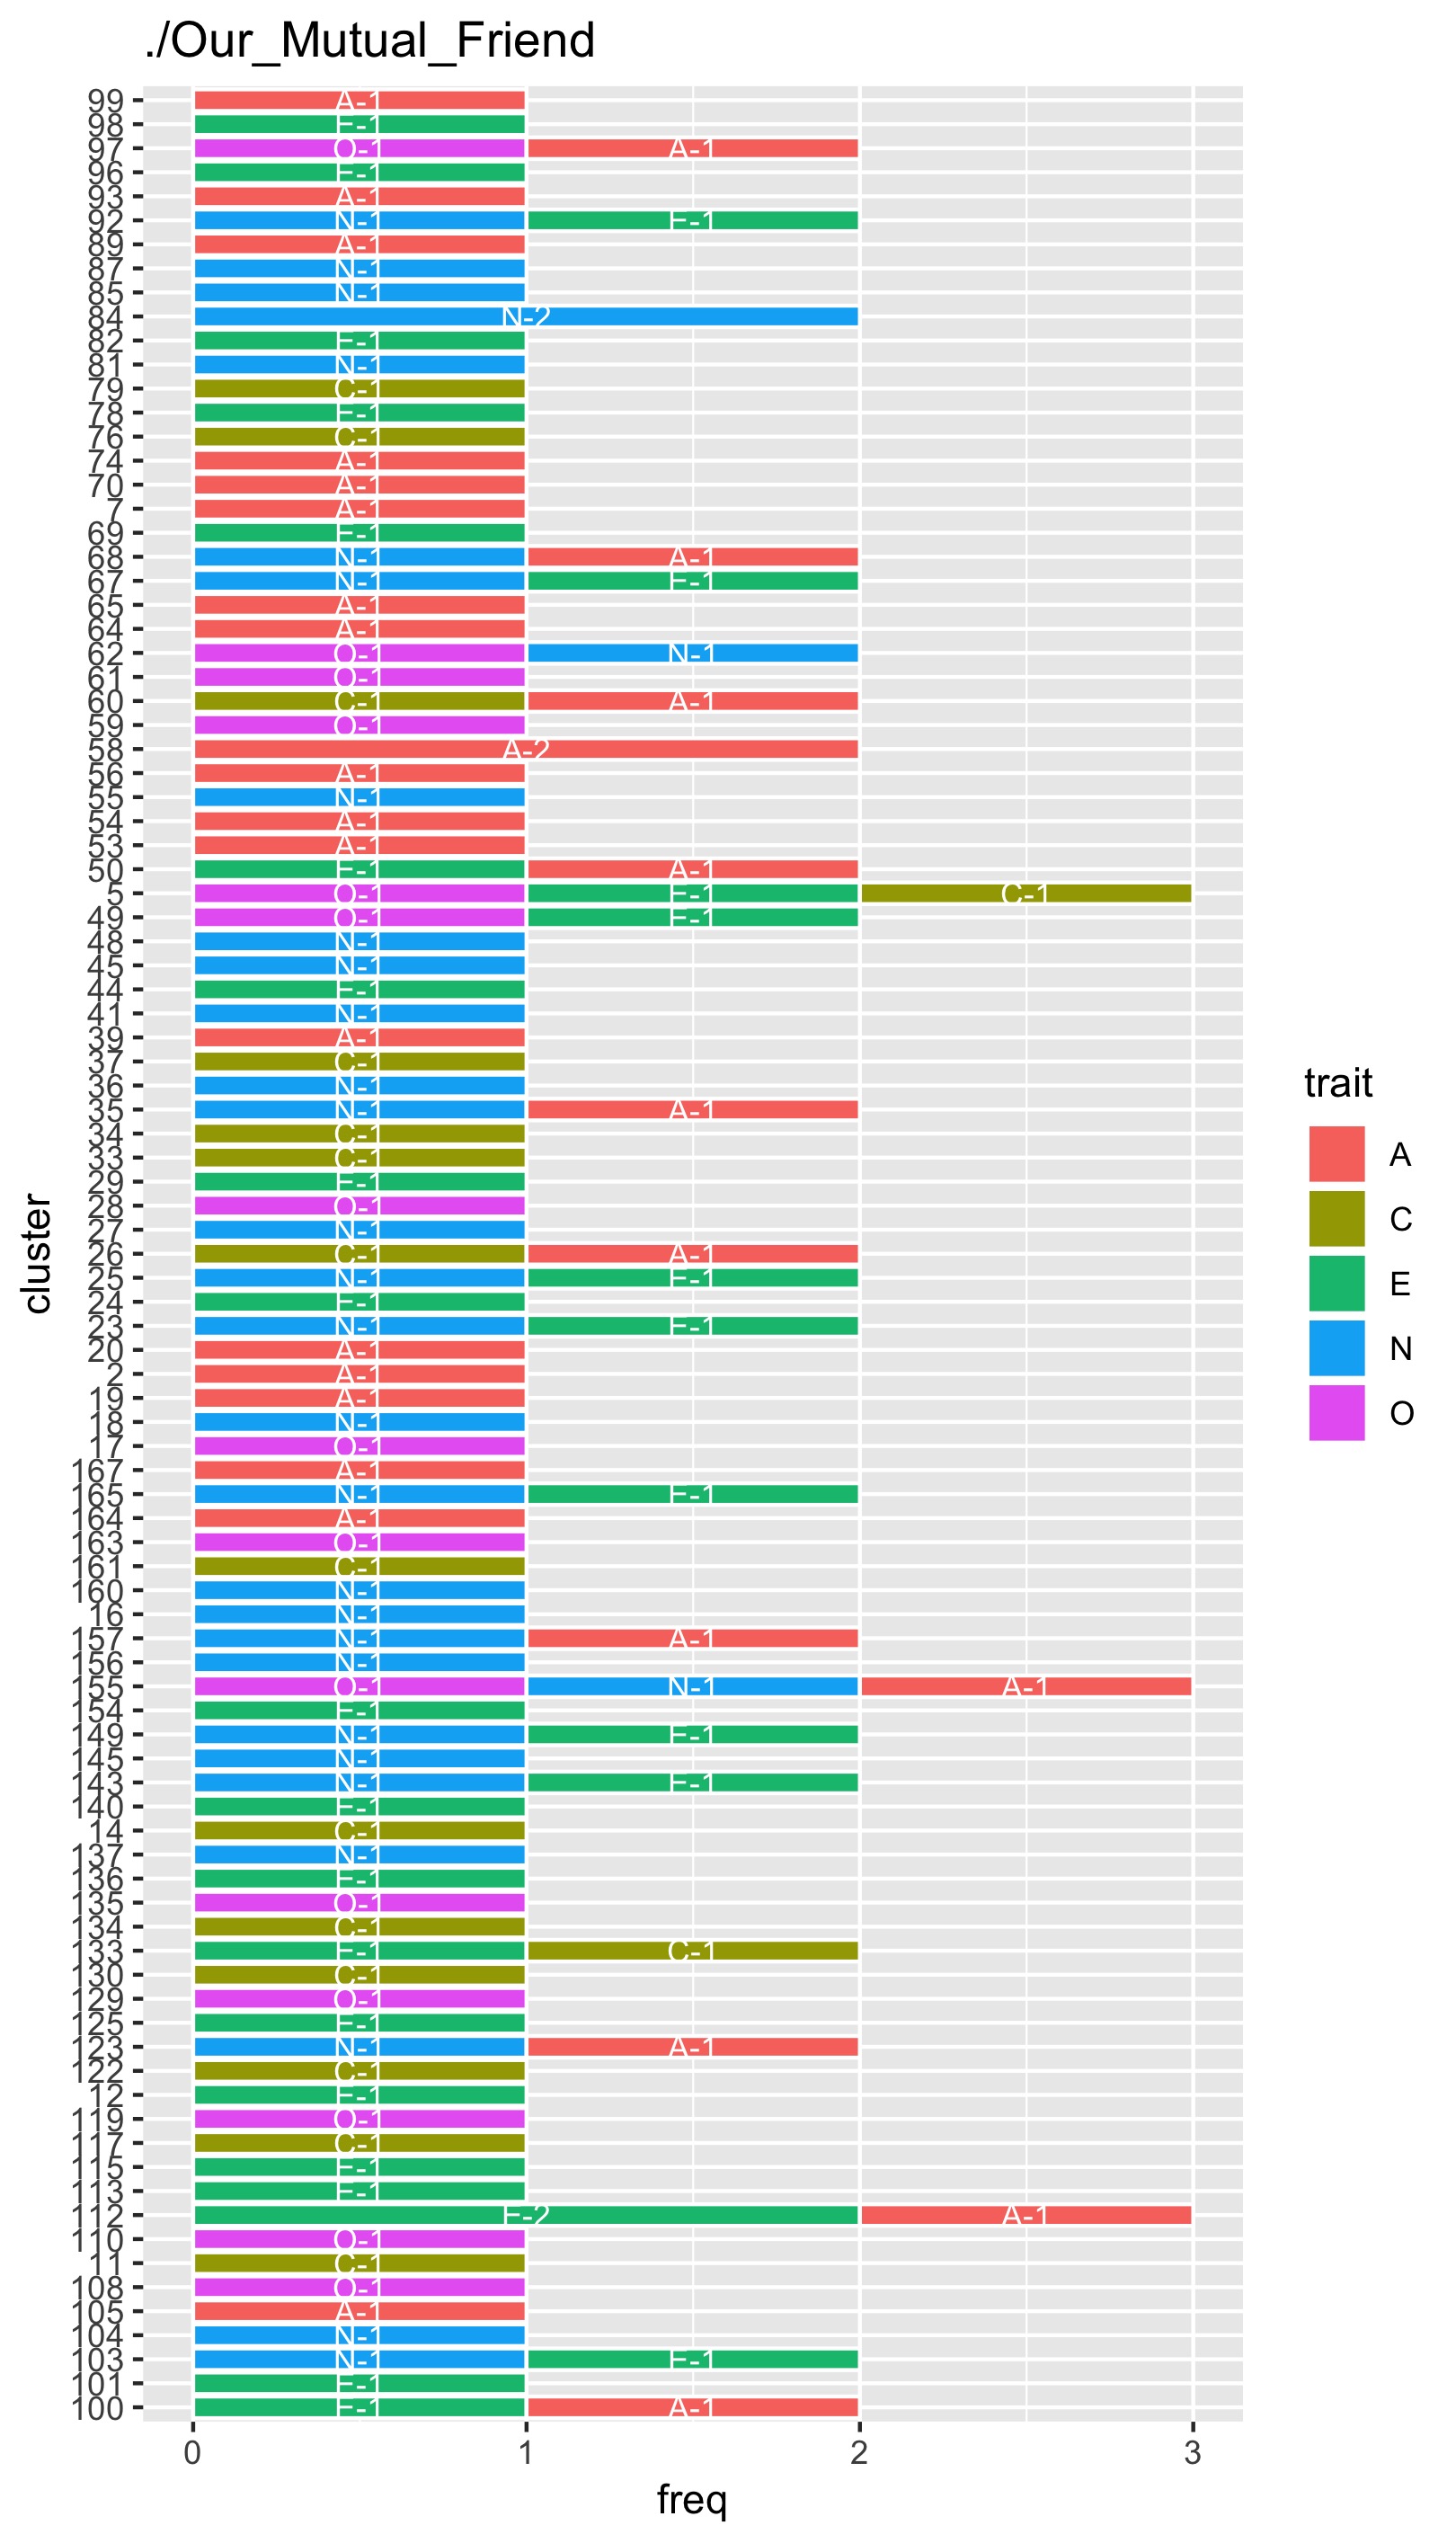 ./Our_Mutual_Friend
99 A-1
98 E-1
97 O-1 A-1
96 E-1
93 A-1
92 N-1 E-1
89 A-1
87 N-1
85 N-1
84 N-2
82 E-1
81 N-1
79 C-1
78 E-1
76 C-1
74 A-1
70 A-1
7 A-1
69 E-1
68 N-1 A-1
67 N-1 E-1
65 A-1
64 A-1
62 O-1 N-1
61 O-1
60 C-1 A-1
59 O-1
58 A-2
56 A-1
55 N-1
54 A-1
53 A-1
50 E-1 A-1
5 O-1 E-1 C-1
49 O-1 E-1
48 N-1
45 N-1
44 E-1
41 N-1
39 A-1
37 C-1
36 N-1
35 N-1 A-1
34 C-1
33 C-1
29 E-1
28 O-1
27 N-1
26 C-1 A-1
25 N-1 E-1
24 E-1
23 N-1 E-1
20 A-1
2 A-1
19 A-1
18 N-1
17 O-1
167 A-1
165 N-1 E-1
164 A-1
163 O-1
161 C-1
160 N-1
16 N-1
157 N-1 A-1
156 N-1
155 O-1 N-1 A-1
154 E-1
149 N-1 E-1
145 N-1
143 N-1 E-1
140 E-1
14 C-1
137 N-1
136 E-1
135 O-1
134 C-1
133 E-1 C-1
130 C-1
129 O-1
125 E-1
123 N-1 A-1
122 C-1
12 E-1
119 O-1
117 C-1
115 E-1
113 E-1
112 E-2 A-1
110 O-1
11 C-1
108 O-1
105 A-1
104 N-1
103 N-1 E-1
101 E-1
100 E-1 A-1
0 1 2 3
freq
cluster
trait
A
C
E
N
O